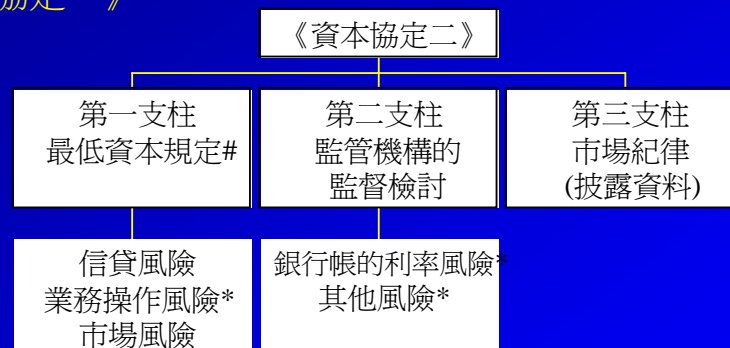 《資本協定二》
第一支柱
最低資本規定#
第二支柱
監管機構的
監督檢討
第三支柱
市場紀律
(披露資料)
信貸風險
業務操作風險*
市場風險
銀行帳的利率風險*
其他風險*